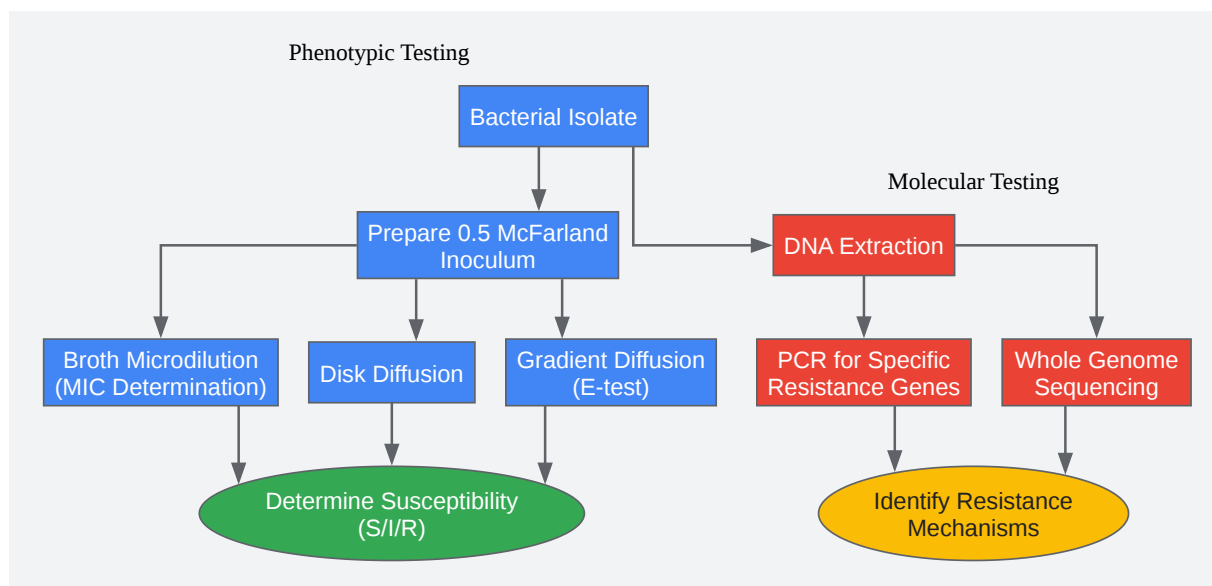 Phenotypic Testing
Bacterial Isolate
Molecular Testing
Prepare 0.5 McFarland
Inoculum
DNA Extraction
Broth Microdilution
(MIC Determination)
Disk Diffusion
Gradient Diffusion
(E-test)
PCR for Specific
Resistance Genes
Whole Genome
Sequencing
Determine Susceptibility
(S/I/R)
Identify Resistance
Mechanisms